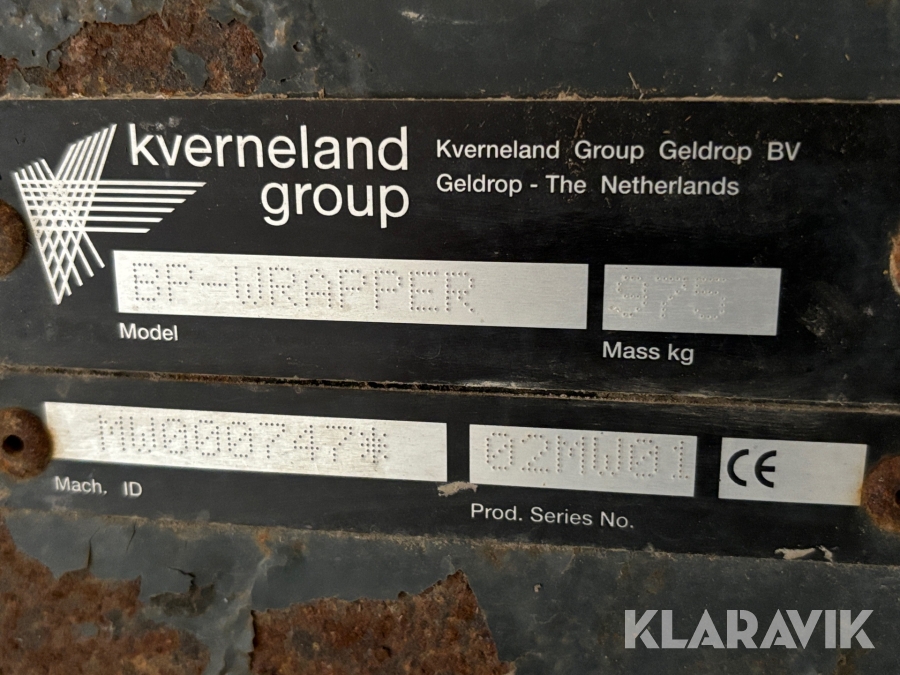 kverneland
group
Kverneland Group Geldrop BV
Geldrop - The Netherlands
BP-WRAPPER
975
Model
Mass kg
MW000747*
02MW01
CE
Mach. ID
Prod. Series No.
KLARAVIK